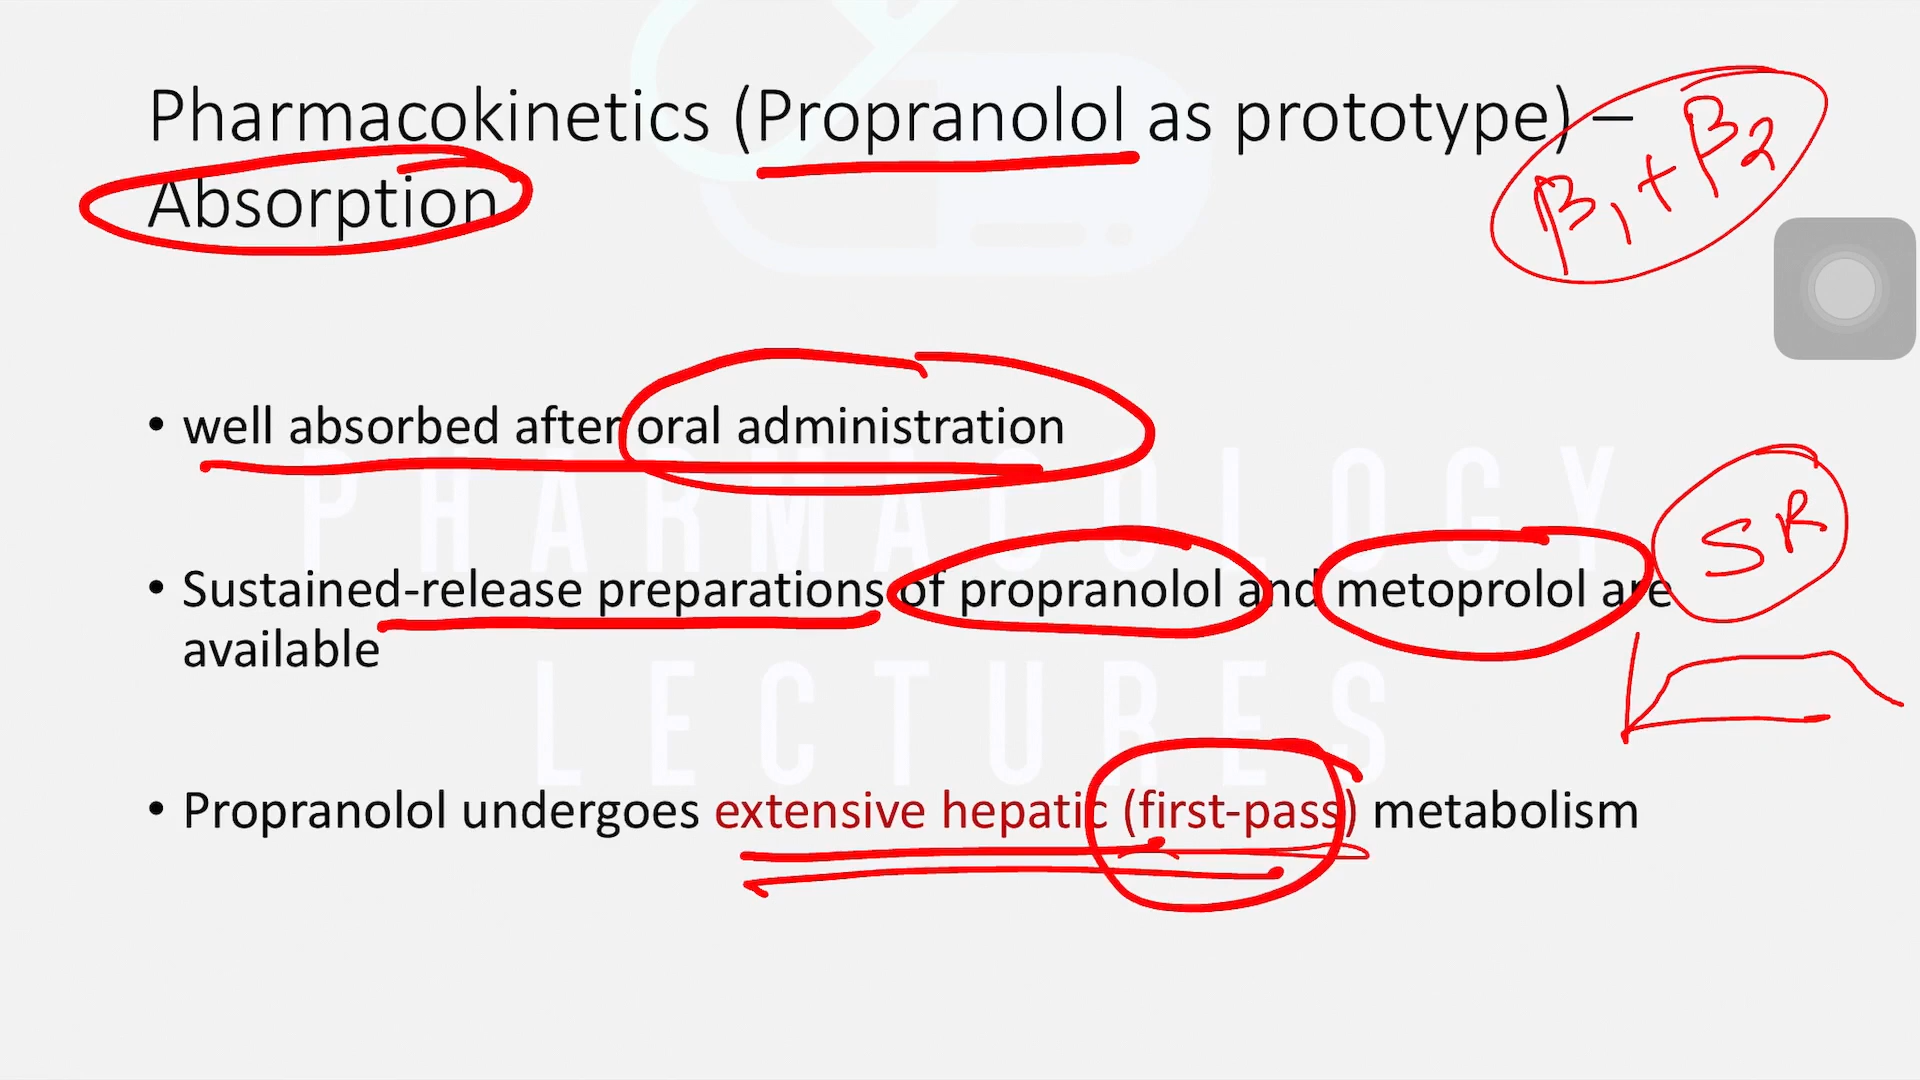 Pharmacokinetics (Propranolol as prototype) –
Absorption
β1 + β2
• well absorbed after oral administration
• Sustained-release preparations of propranolol and metoprolol are
available
SR
• Propranolol undergoes extensive hepatic (first-pass) metabolism
PHARMACOLOGY
LECTURES